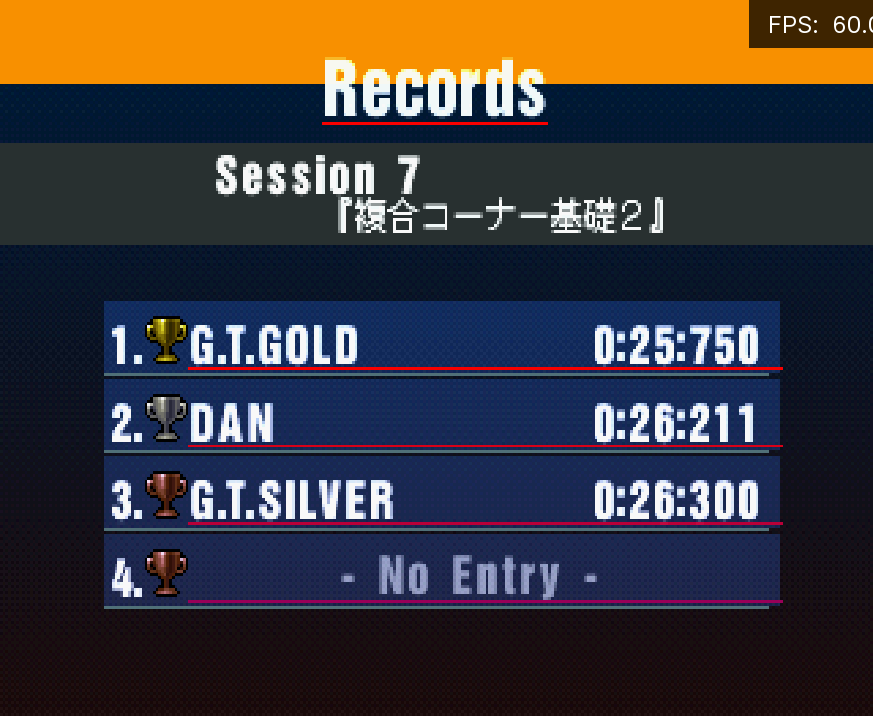 FPS: 60.0
Records
Session 7
『複合コーナー基礎２』
1. G.T.GOLD 0:25:750
2. DAN 0:26:211
3. G.T.SILVER 0:26:300
4. - No Entry -